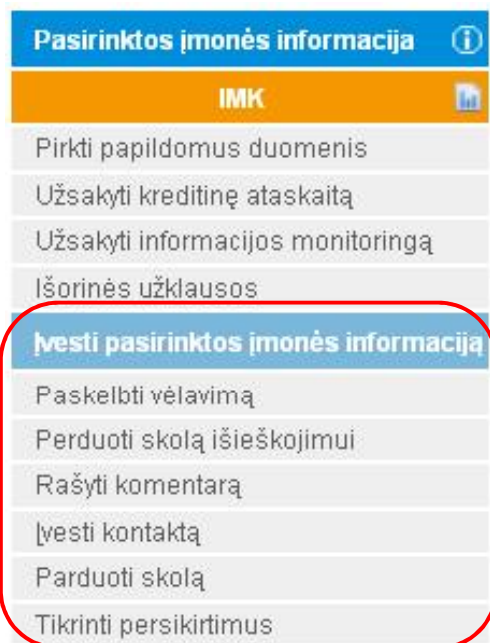 Pasirinktos įmonės informacija
IMK
Pirkti papildomus duomenis
Užsakyti kreditinę ataskaitą
Užsakyti informacijos monitoringą
Išorinės užklausos
Įvesti pasirinktos įmonės informaciją
Paskelbti vėlavimą
Perduoti skolą išieškojimui
Rašyti komentarą
Įvesti kontaktą
Parduoti skolą
Tikrinti persikirtimus